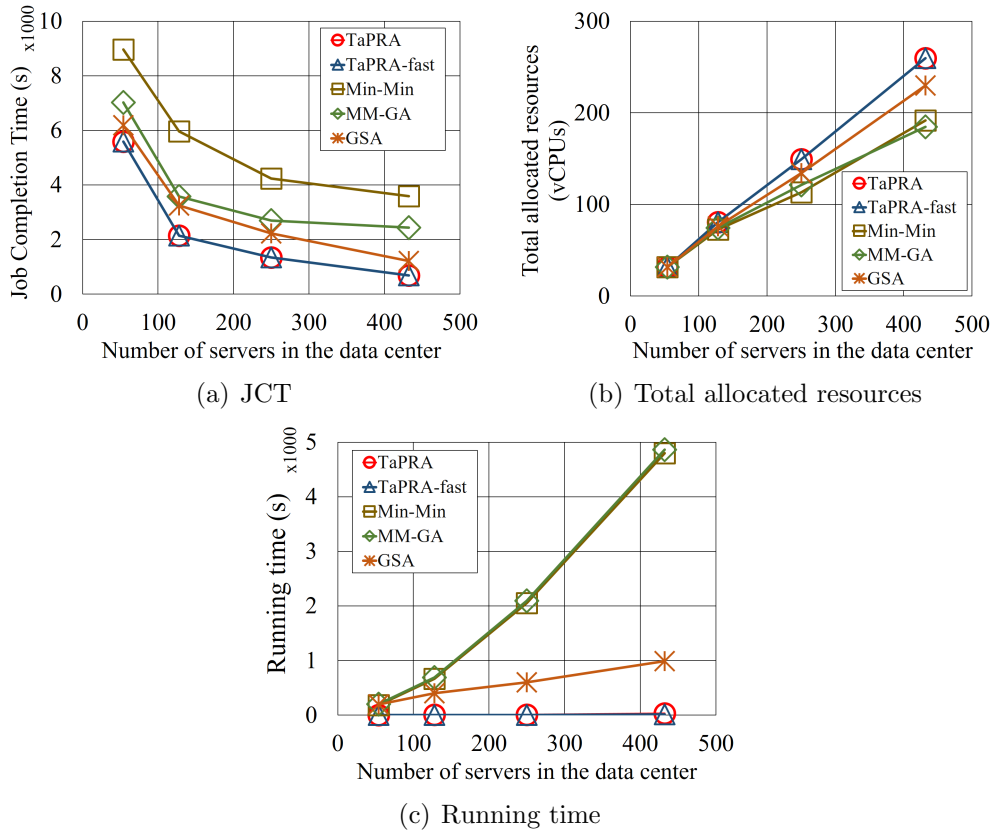 x1000
Job Completion Time (s)
10
8
6
4
2
0
0 100 200 300 400 500
Number of servers in the data center
TaPRA
TaPRA-fast
Min-Min
MM-GA
GSA
(a) JCT
Total allocated resources
(vCPUs)
300
200
100
0
0 100 200 300 400 500
Number of servers in the data center
TaPRA
TaPRA-fast
Min-Min
MM-GA
GSA
(b) Total allocated resources
x1000
Running time (s)
5
4
3
2
1
0
0 100 200 300 400 500
Number of servers in the data center
TaPRA
TaPRA-fast
Min-Min
MM-GA
GSA
(c) Running time